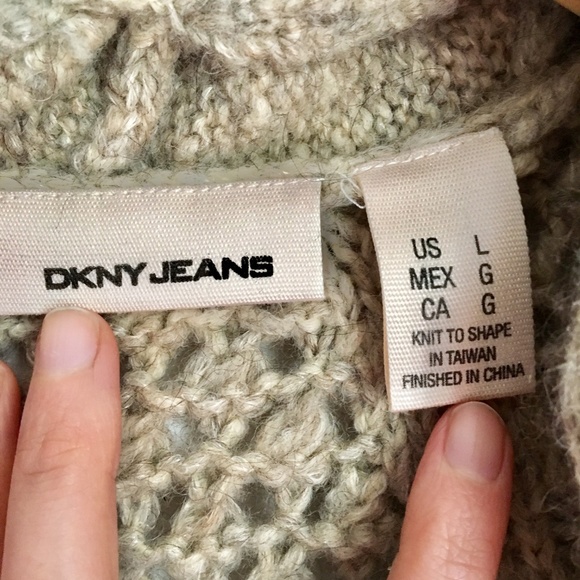 DKNY JEANS
US L
MEX G
CA G
KNIT TO SHAPE
IN TAIWAN
FINISHED IN CHINA